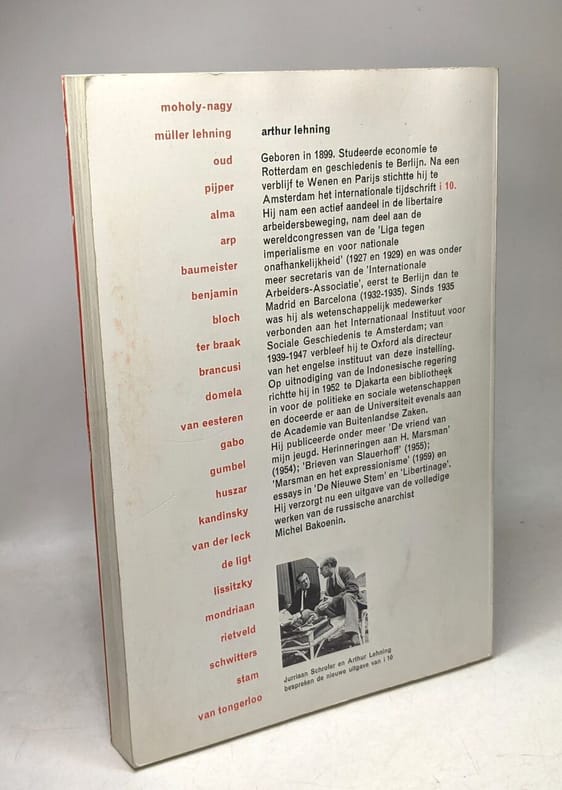 moholy-nagy
müller lehning
oud
pijper
alma
arp
baumeister
benjamin
bloch
ter braak
brancusi
domela
van eesteren
gabo
gumbel
huszar
kandinsky
van der leck
de ligt
lissitzky
mondriaan
rietveld
schwitters
stam
van tongerloo
arthur lehning
Geboren in 1899. Studeerde economie te
Rotterdam en geschiedenis te Berlijn. Na een
verblijf te Wenen en Parijs stichtte hij te
Amsterdam het internationale tijdschrift i 10.
Hij nam een actief aandeel in de libertaire
arbeidersbeweging, nam deel aan de
wereldcongressen van de 'Liga tegen
imperialisme en voor nationale
onafhankelijkheid' (1927 en 1929) en was onder
meer secretaris van de 'Internationale
Arbeiders-Associatie', eerst te Berlijn dan te
Madrid en Barcelona (1932-1935). Sinds 1935
was hij als wetenschappelijk medewerker
verbonden aan het Internationaal Instituut voor
Sociale Geschiedenis te Amsterdam; van
1939-1947 verbleef hij te Oxford als directeur
van het engelse instituut van deze instelling.
Op uitnodiging van de Indonesische regering
richtte hij in 1952 te Djakarta een bibliotheek
in voor de politieke en sociale wetenschappen
en doceerde er aan de Universiteit evenals aan
de Academie van Buitenlandse Zaken.
Hij publiceerde onder meer 'De vriend van
mijn jeugd. Herinneringen aan H. Marsman'
(1954); 'Brieven van Slauerhoff' (1955);
'Marsman en het expressionisme' (1959) en
essays in 'De Nieuwe Stem' en 'Libertinage'.
Hij verzorgt nu een uitgave van de volledige
werken van de russische anarchist
Michel Bakoenin.
Jurriaan Schrofer en Arthur Lehning
bespreken de nieuwe uitgave van i 10